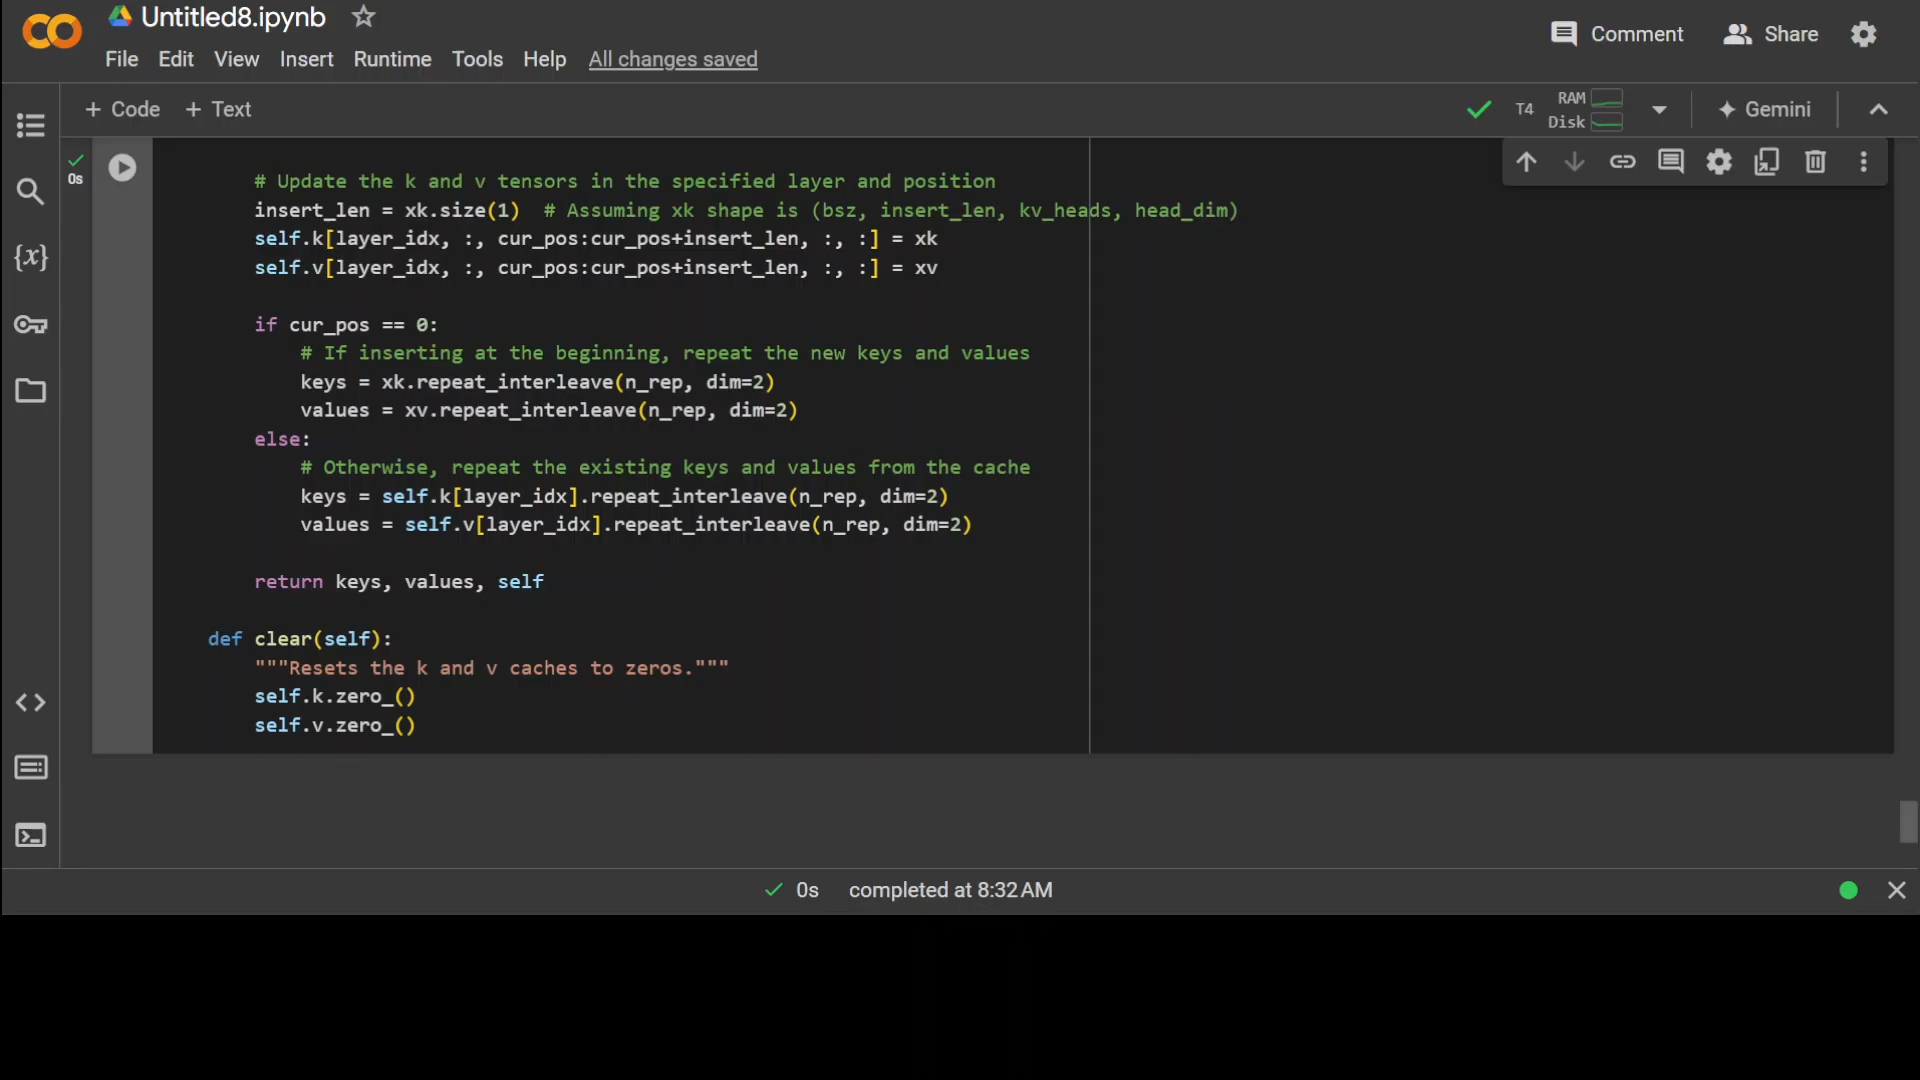 Untitled8.ipynb
File Edit View Insert Runtime Tools Help All changes saved
Comment Share
+ Code + Text
T4 RAM Disk Gemini
0s
# Update the k and v tensors in the specified layer and position
insert_len = xk.size(1)  # Assuming xk shape is (bsz, insert_len, kv_heads, head_dim)
self.k[layer_idx, :, cur_pos:cur_pos+insert_len, :, :] = xk
self.v[layer_idx, :, cur_pos:cur_pos+insert_len, :, :] = xv
if cur_pos == 0:
# If inserting at the beginning, repeat the new keys and values
keys = xk.repeat_interleave(n_rep, dim=2)
values = xv.repeat_interleave(n_rep, dim=2)
else:
# Otherwise, repeat the existing keys and values from the cache
keys = self.k[layer_idx].repeat_interleave(n_rep, dim=2)
values = self.v[layer_idx].repeat_interleave(n_rep, dim=2)
return keys, values, self
def clear(self):
"""Resets the k and v caches to zeros."""
self.k.zero_()
self.v.zero_()
0s completed at 8:32 AM